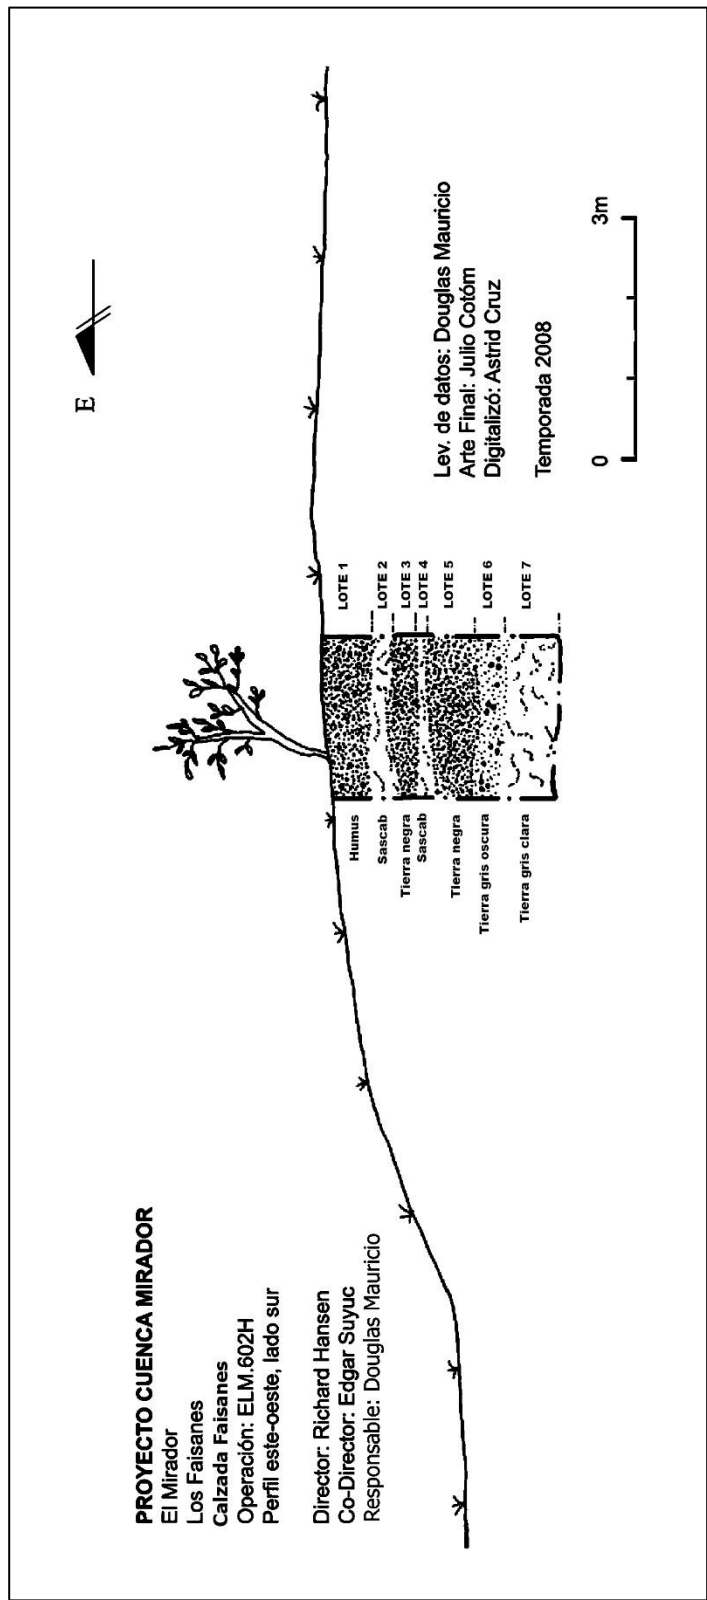 PROYECTO CUENCA MIRADOR
El Mirador
Los Faisanes
Calzada Faisanes
Operación: ELM.602H
Perfil este-oeste, lado sur
Director: Richard Hansen
Co-Director: Edgar Suyuc
Responsable: Douglas Mauricio
E
Humus
Sascab
Tierra negra
Sascab
Tierra negra
Tierra gris oscura
Tierra gris clara
LOTE 1
LOTE 2
LOTE 3
LOTE 4
LOTE 5
LOTE 6
LOTE 7
Lev. de datos: Douglas Mauricio
Arte Final: Julio Cotóm
Digitalizó: Astrid Cruz
Temporada 2008
0 3m